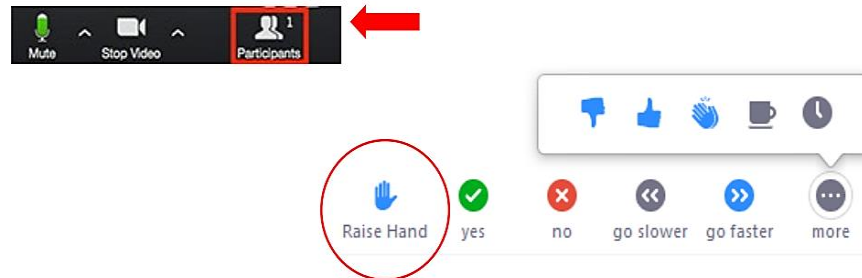 1
Mute Stop Video Participants
Raise Hand yes no go slower go faster more